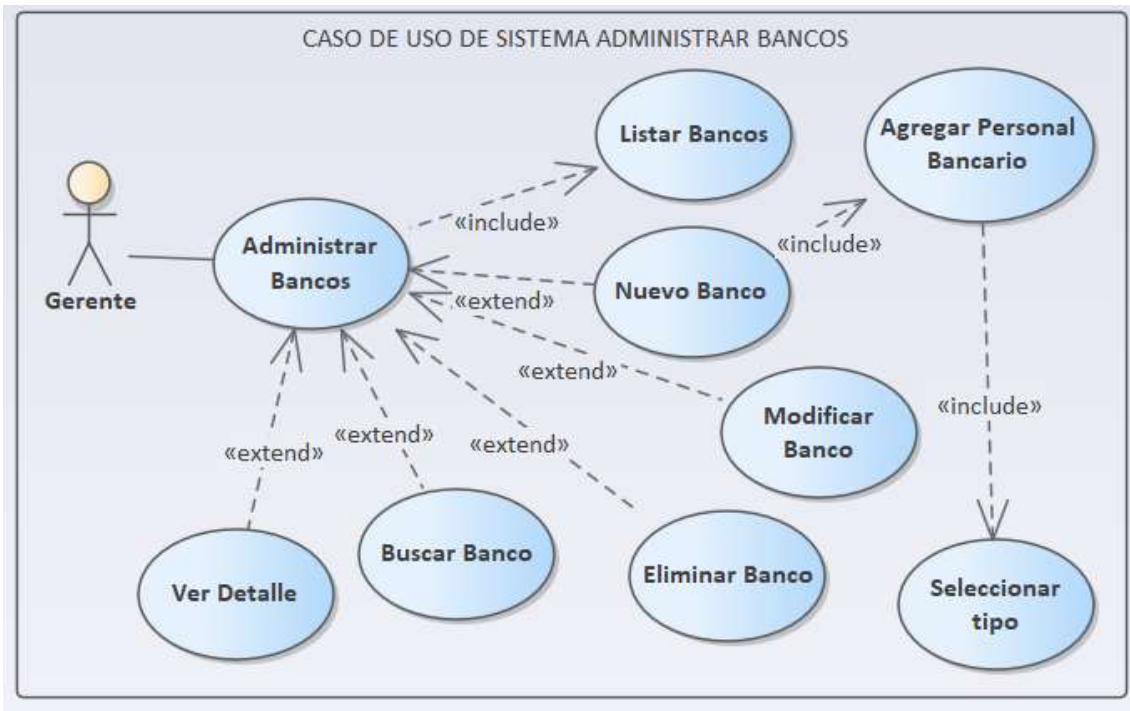 CASO DE USO DE SISTEMA ADMINISTRAR BANCOS
Listar Bancos
Agregar Personal
Bancario
«include»
«include»
Administrar
Bancos
Gerente
Nuevo Banco
«extend»
«extend»
Modificar
Banco
«include»
«extend»
«extend»
«extend»
Ver Detalle
Buscar Banco
Eliminar Banco
Seleccionar
tipo